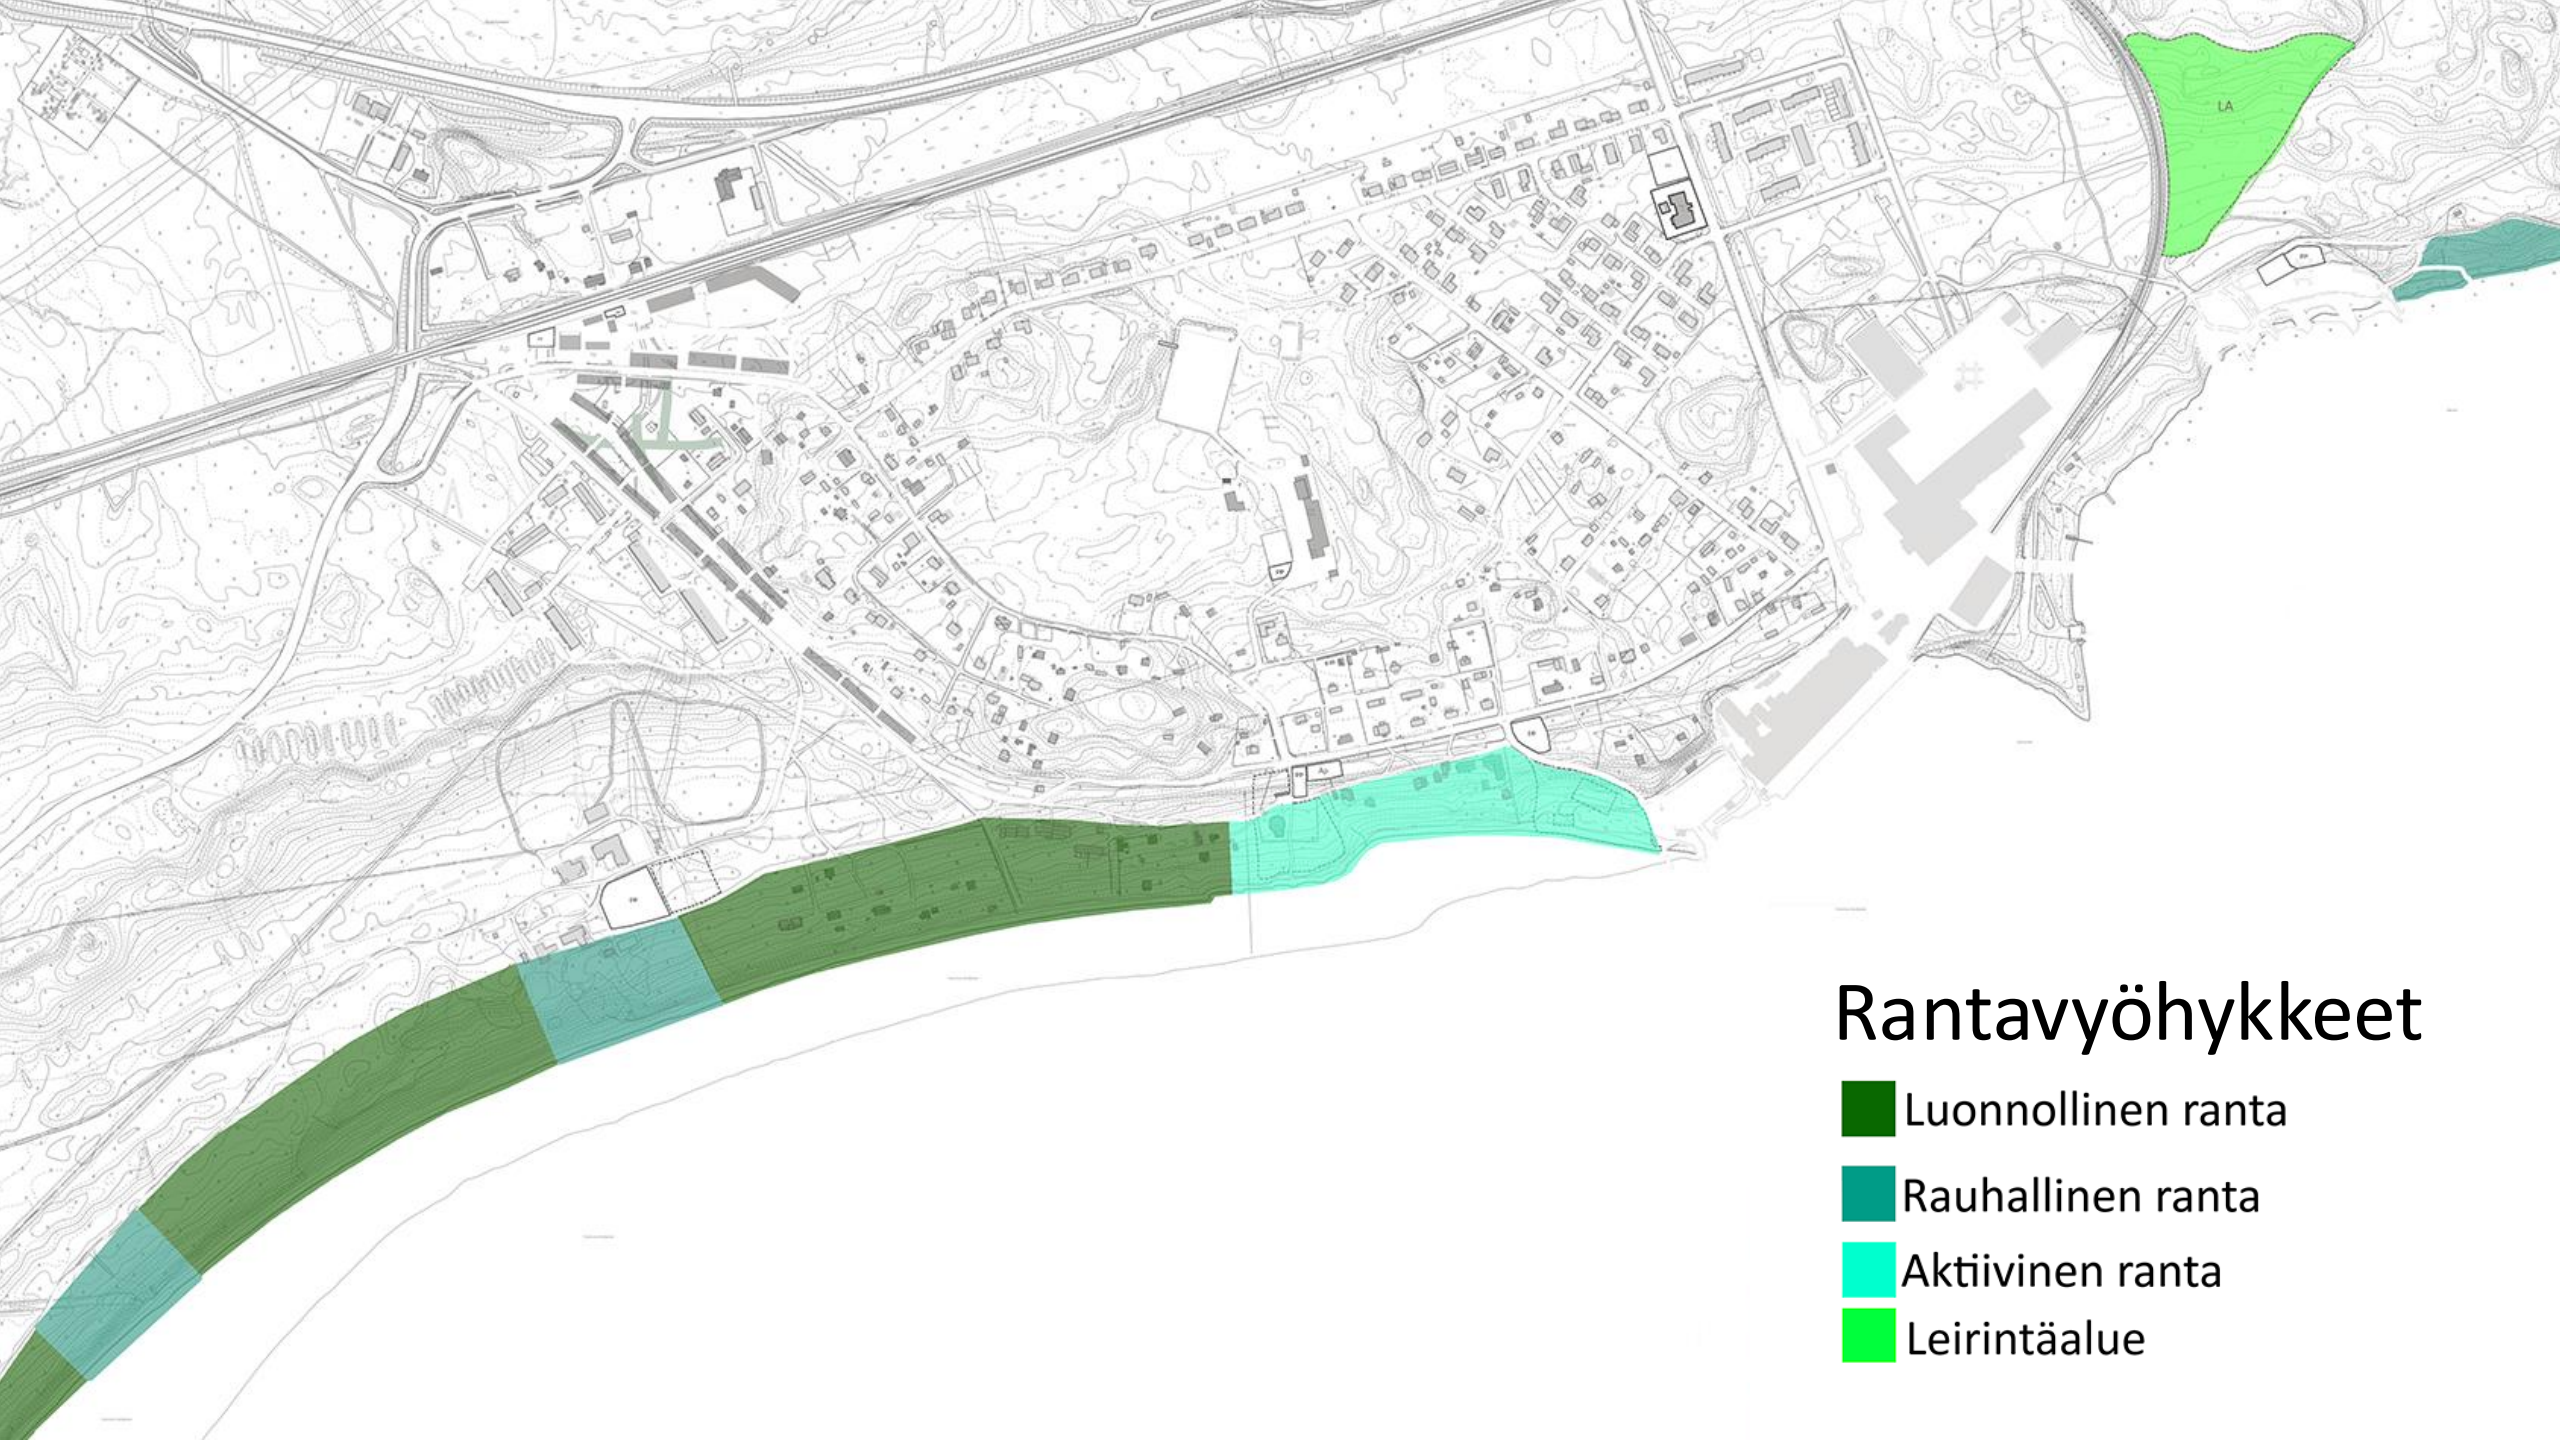 LA
Rantavyöhykkeet
Luonnollinen ranta
Rauhallinen ranta
Aktiivinen ranta
Leirintäalue